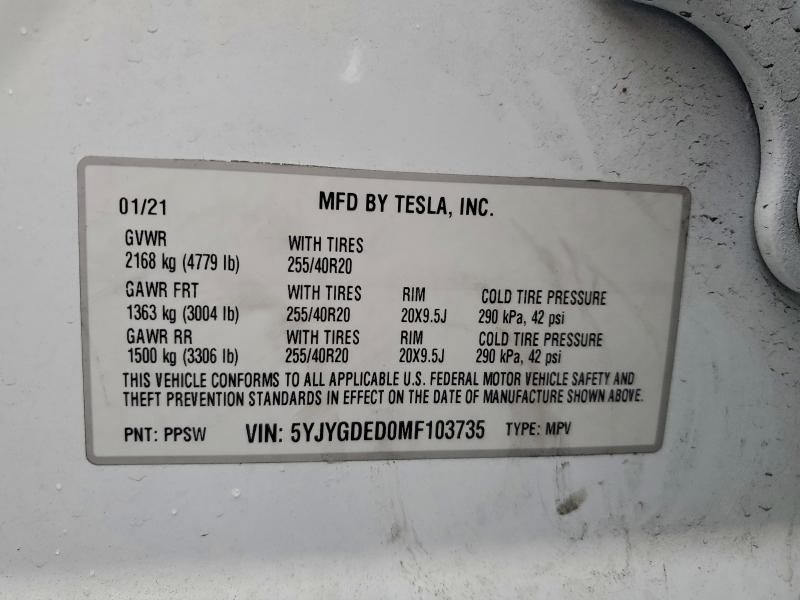 01/21 MFD BY TESLA, INC.
GVWR WITH TIRES
2168 kg (4779 lb) 255/40R20
GAWR FRT WITH TIRES RIM COLD TIRE PRESSURE
1363 kg (3004 lb) 255/40R20 20X9.5J 290 kPa, 42 psi
GAWR RR WITH TIRES RIM COLD TIRE PRESSURE
1500 kg (3306 lb) 255/40R20 20X9.5J 290 kPa, 42 psi
THIS VEHICLE CONFORMS TO ALL APPLICABLE U.S. FEDERAL MOTOR VEHICLE SAFETY AND
THEFT PREVENTION STANDARDS IN EFFECT ON THE DATE OF MANUFACTURE SHOWN ABOVE.
PNT: PPSW VIN: 5YJYGDED0MF103735 TYPE: MPV